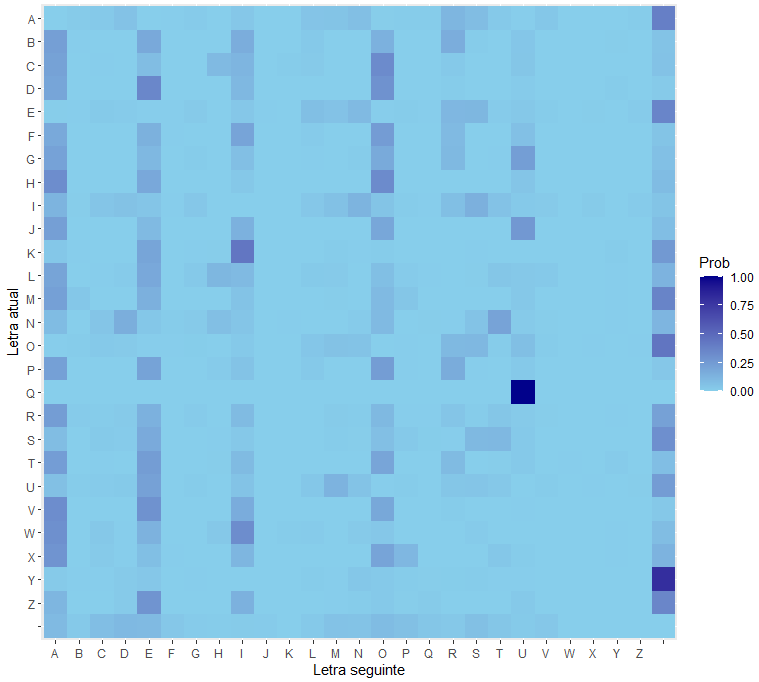 A
B
C
D
E
F
G
H
I
J
K
L
M
N
O
P
Q
R
S
T
U
V
W
X
Y
Z
Letra atual
A B C D E F G H I J K L M N O P Q R S T U V W X Y Z
Letra seguinte
Prob
1.00
0.75
0.50
0.25
0.00